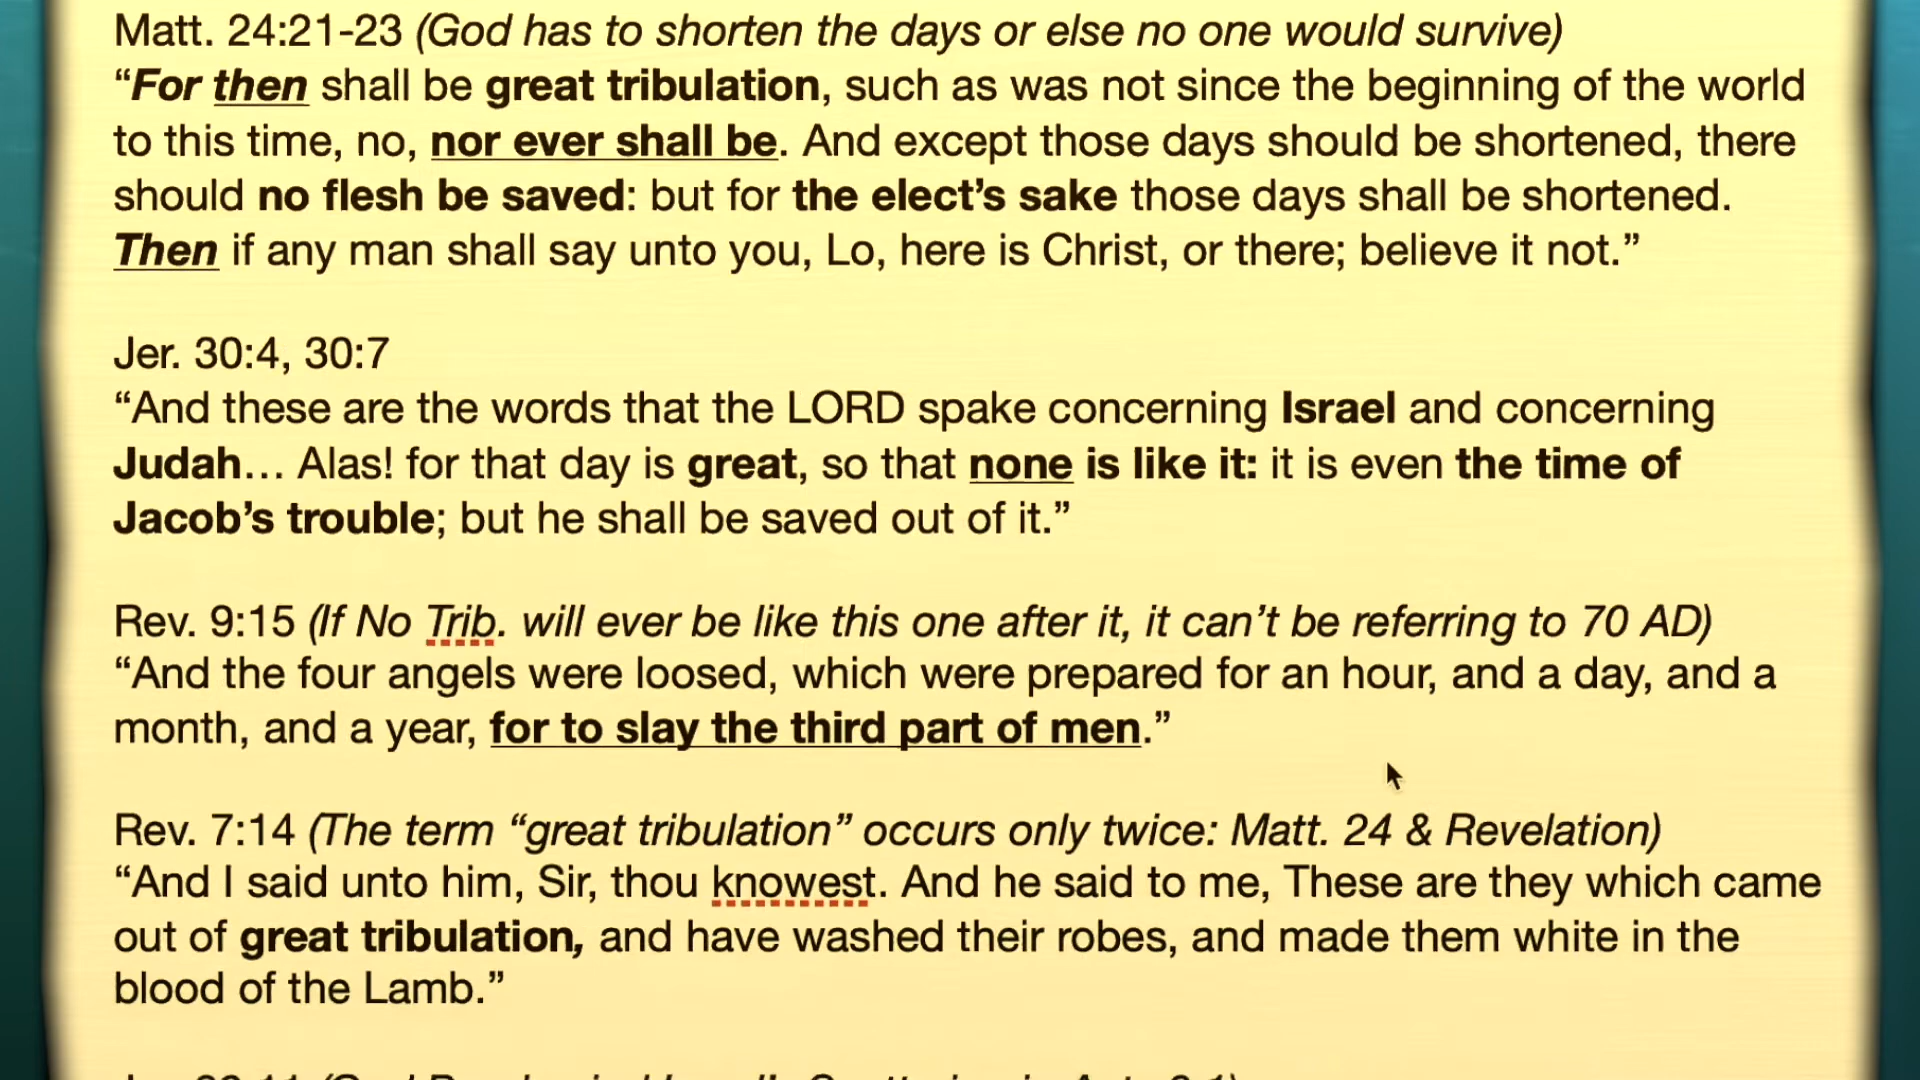 Matt. 24:21-23 (God has to shorten the days or else no one would survive)
“For then shall be great tribulation, such as was not since the beginning of the world
to this time, no, nor ever shall be. And except those days should be shortened, there
should no flesh be saved: but for the elect’s sake those days shall be shortened.
Then if any man shall say unto you, Lo, here is Christ, or there; believe it not.”
Jer. 30:4, 30:7
“And these are the words that the LORD spake concerning Israel and concerning
Judah… Alas! for that day is great, so that none is like it: it is even the time of
Jacob’s trouble; but he shall be saved out of it.”
Rev. 9:15 (If No Trib. will ever be like this one after it, it can’t be referring to 70 AD)
“And the four angels were loosed, which were prepared for an hour, and a day, and a
month, and a year, for to slay the third part of men.”
Rev. 7:14 (The term “great tribulation” occurs only twice: Matt. 24 & Revelation)
“And I said unto him, Sir, thou knowest. And he said to me, These are they which came
out of great tribulation, and have washed their robes, and made them white in the
blood of the Lamb.”